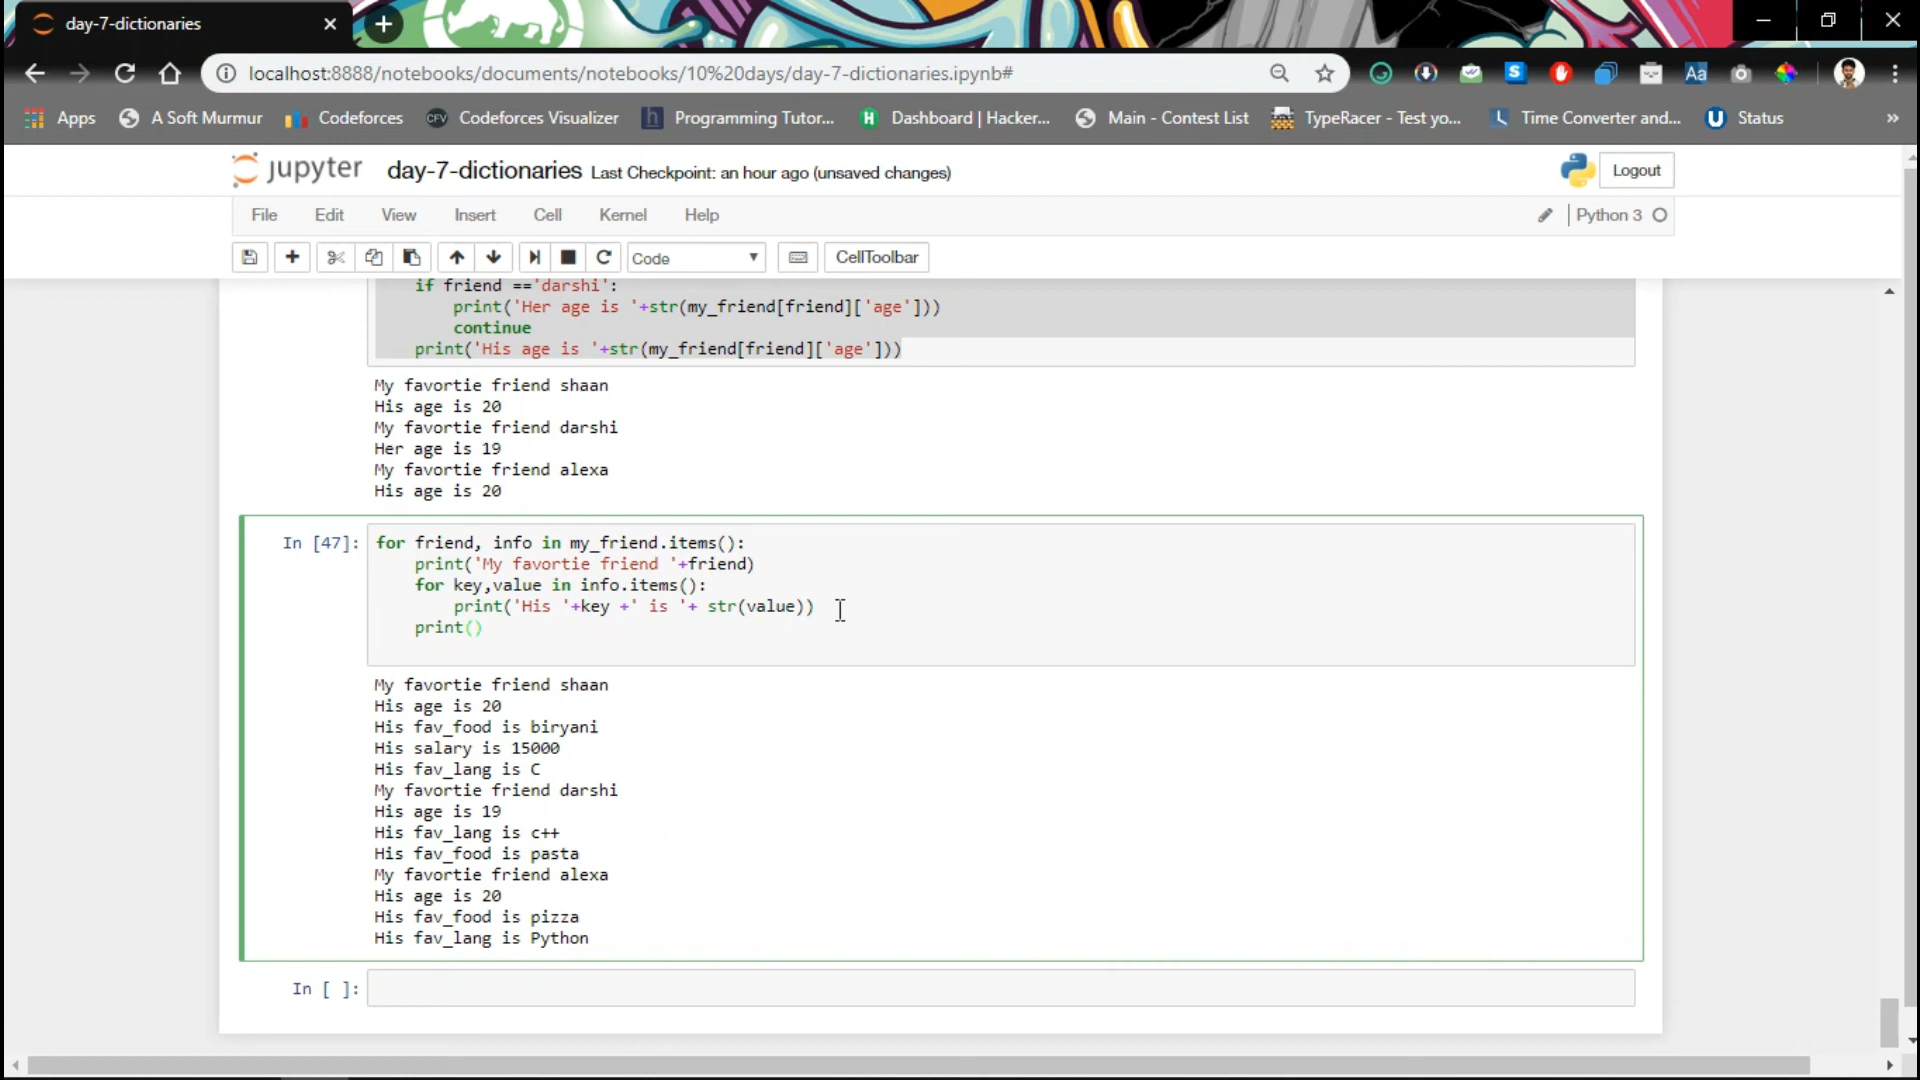 day-7-dictionaries
localhost:8888/notebooks/documents/notebooks/10%20days/day-7-dictionaries.ipynb#
Apps A Soft Murmur Codeforces CFV Codeforces Visualizer h Programming Tutor... H Dashboard | Hacker... Main - Contest List TypeRacer - Test yo... Time Converter and... U Status »
jupyter day-7-dictionaries Last Checkpoint: an hour ago (unsaved changes) Logout
File Edit View Insert Cell Kernel Help Python 3
Code CellToolbar
if friend =='darshi':
print('Her age is '+str(my_friend[friend]['age']))
continue
print('His age is '+str(my_friend[friend]['age']))
My favortie friend shaan
His age is 20
My favortie friend darshi
Her age is 19
My favortie friend alexa
His age is 20
In [47]: for friend, info in my_friend.items():
print('My favortie friend '+friend)
for key,value in info.items():
print('His '+key +' is '+ str(value))
print()
My favortie friend shaan
His age is 20
His fav_food is biryani
His salary is 15000
His fav_lang is C
My favortie friend darshi
His age is 19
His fav_lang is c++
His fav_food is pasta
My favortie friend alexa
His age is 20
His fav_food is pizza
His fav_lang is Python
In [ ]: